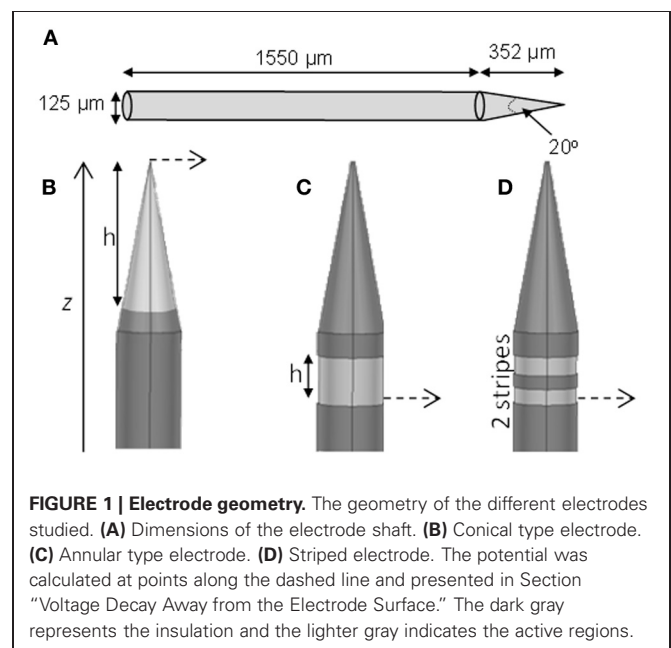 A
1550 µm
352 µm
125 µm
20º
B
C
D
h
z
h
2 stripes
FIGURE 1 | Electrode geometry. The geometry of the different electrodes
studied. (A) Dimensions of the electrode shaft. (B) Conical type electrode.
(C) Annular type electrode. (D) Striped electrode. The potential was
calculated at points along the dashed line and presented in Section
“Voltage Decay Away from the Electrode Surface.” The dark gray
represents the insulation and the lighter gray indicates the active regions.